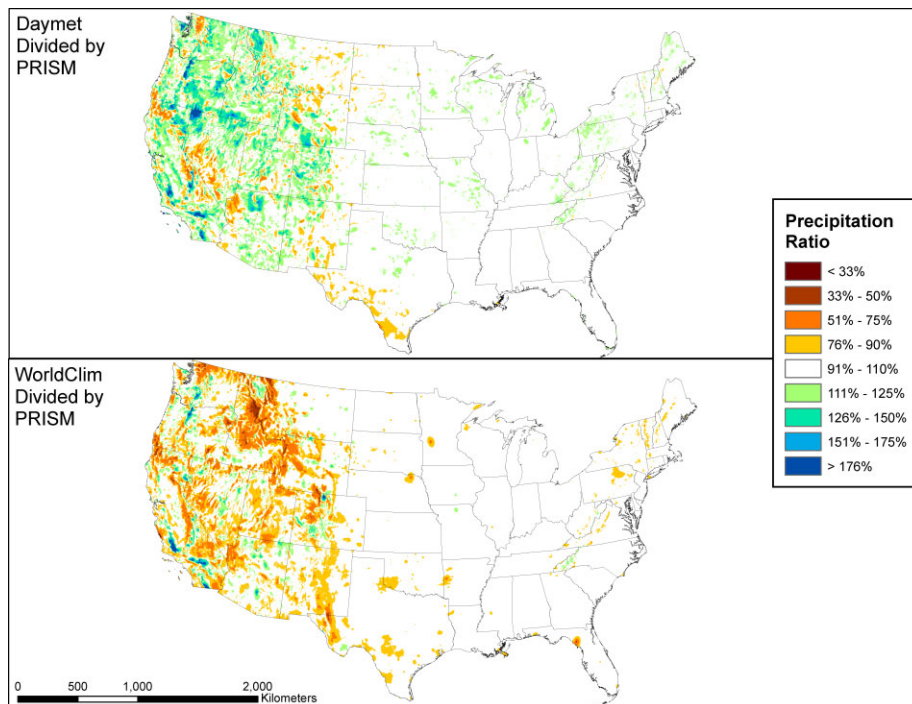 Daymet
Divided by
PRISM
Precipitation
Ratio
< 33%
33% - 50%
51% - 75%
76% - 90%
91% - 110%
111% - 125%
126% - 150%
151% - 175%
> 176%
WorldClim
Divided by
PRISM
0 500 1,000 2,000
Kilometers